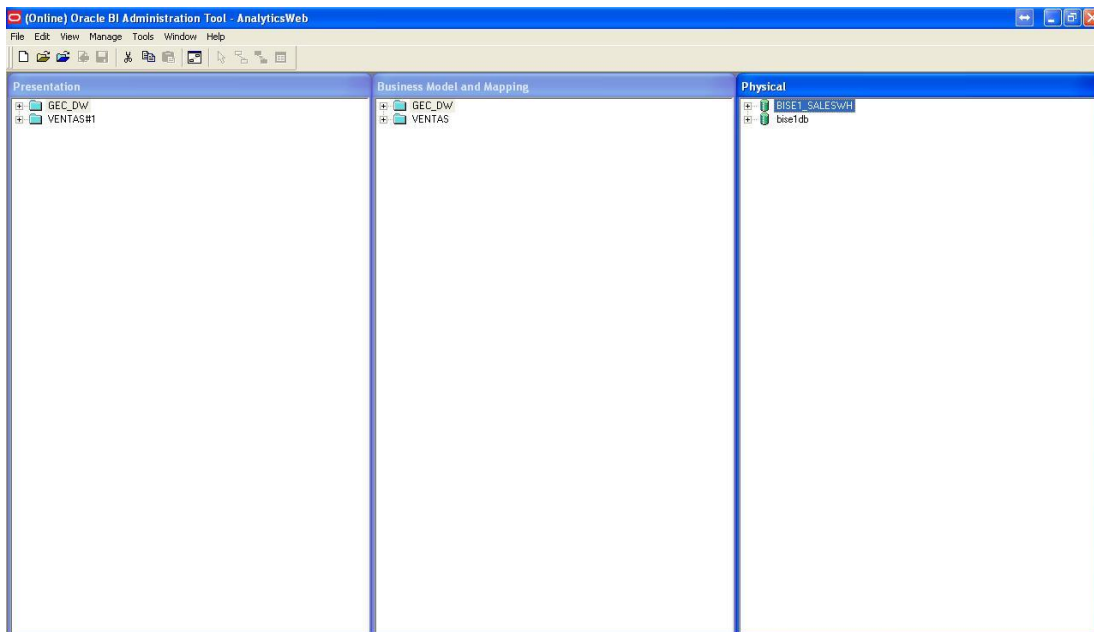 (Online) Oracle BI Administration Tool - AnalyticsWeb
File Edit View Manage Tools Window Help
Presentation
GEC_DW
VENTAS#1
Business Model and Mapping
GEC_DW
VENTAS
Physical
BISE1_SALESWH
bise1db